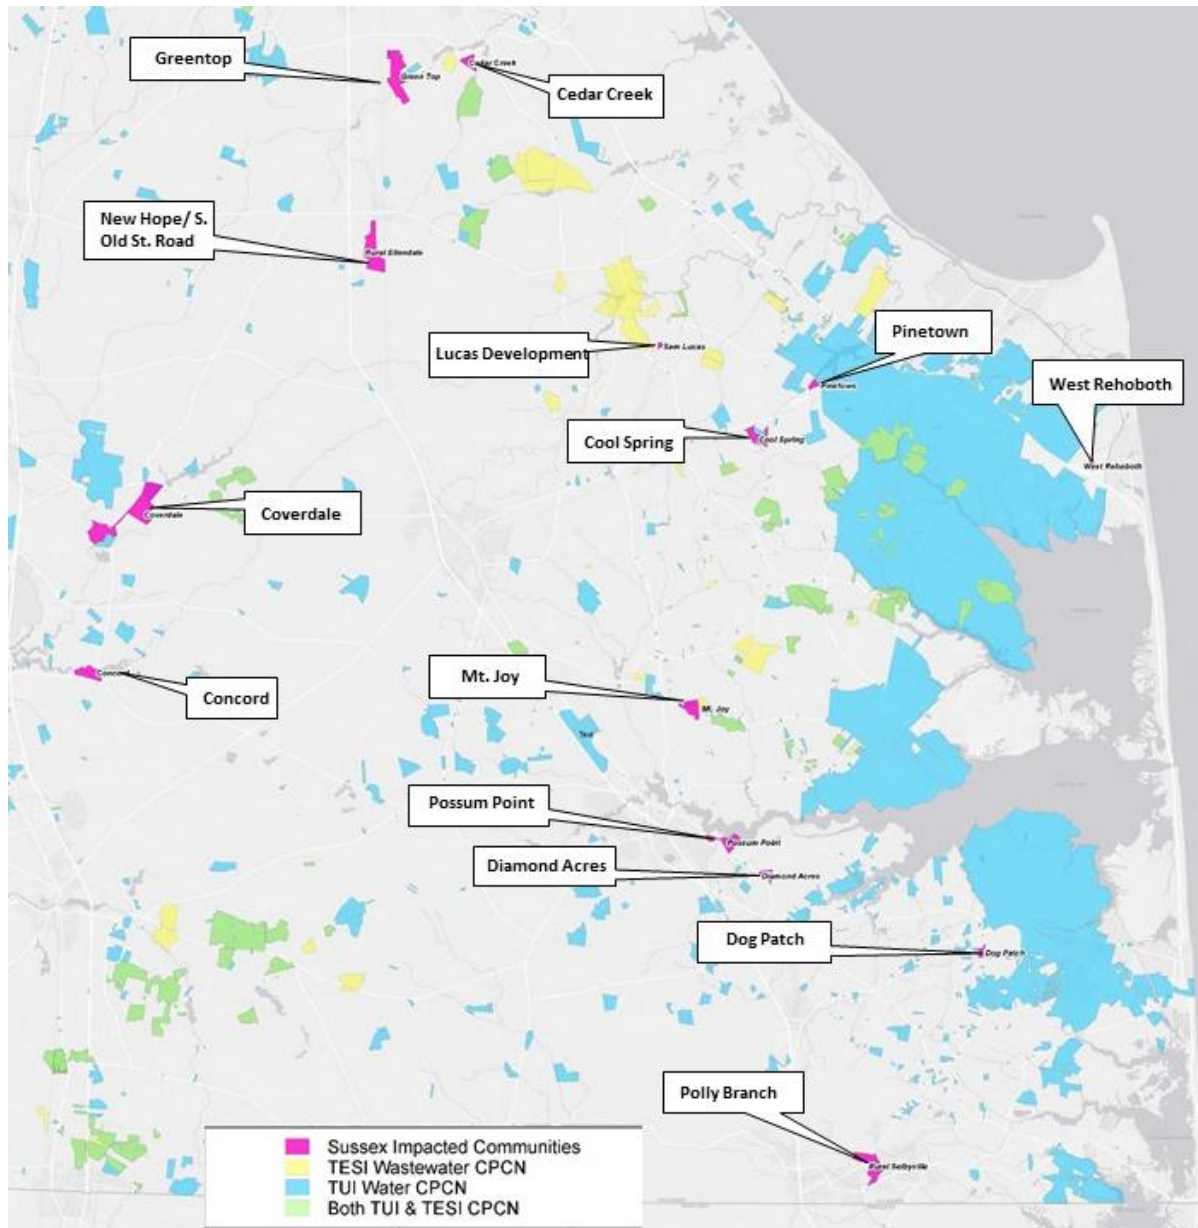 Greentop
Green Top
Cedar Creek
Cedar Creek
New Hope/ S.
Old St. Road
Rural Ellendale
Lucas Development
Sam Lucas
Pinetown
Pinetown
West Rehoboth
West Rehoboth
Cool Spring
Cool Spring
Coverdale
Coverdale
Concord
Concord
Mt. Joy
Mt. Joy
Possum Point
Possum Point
Diamond Acres
Diamond Acres
Dog Patch
Dog Patch
Polly Branch
Rural Selbyville
Sussex Impacted Communities
TESI Wastewater CPCN
TUI Water CPCN
Both TUI & TESI CPCN